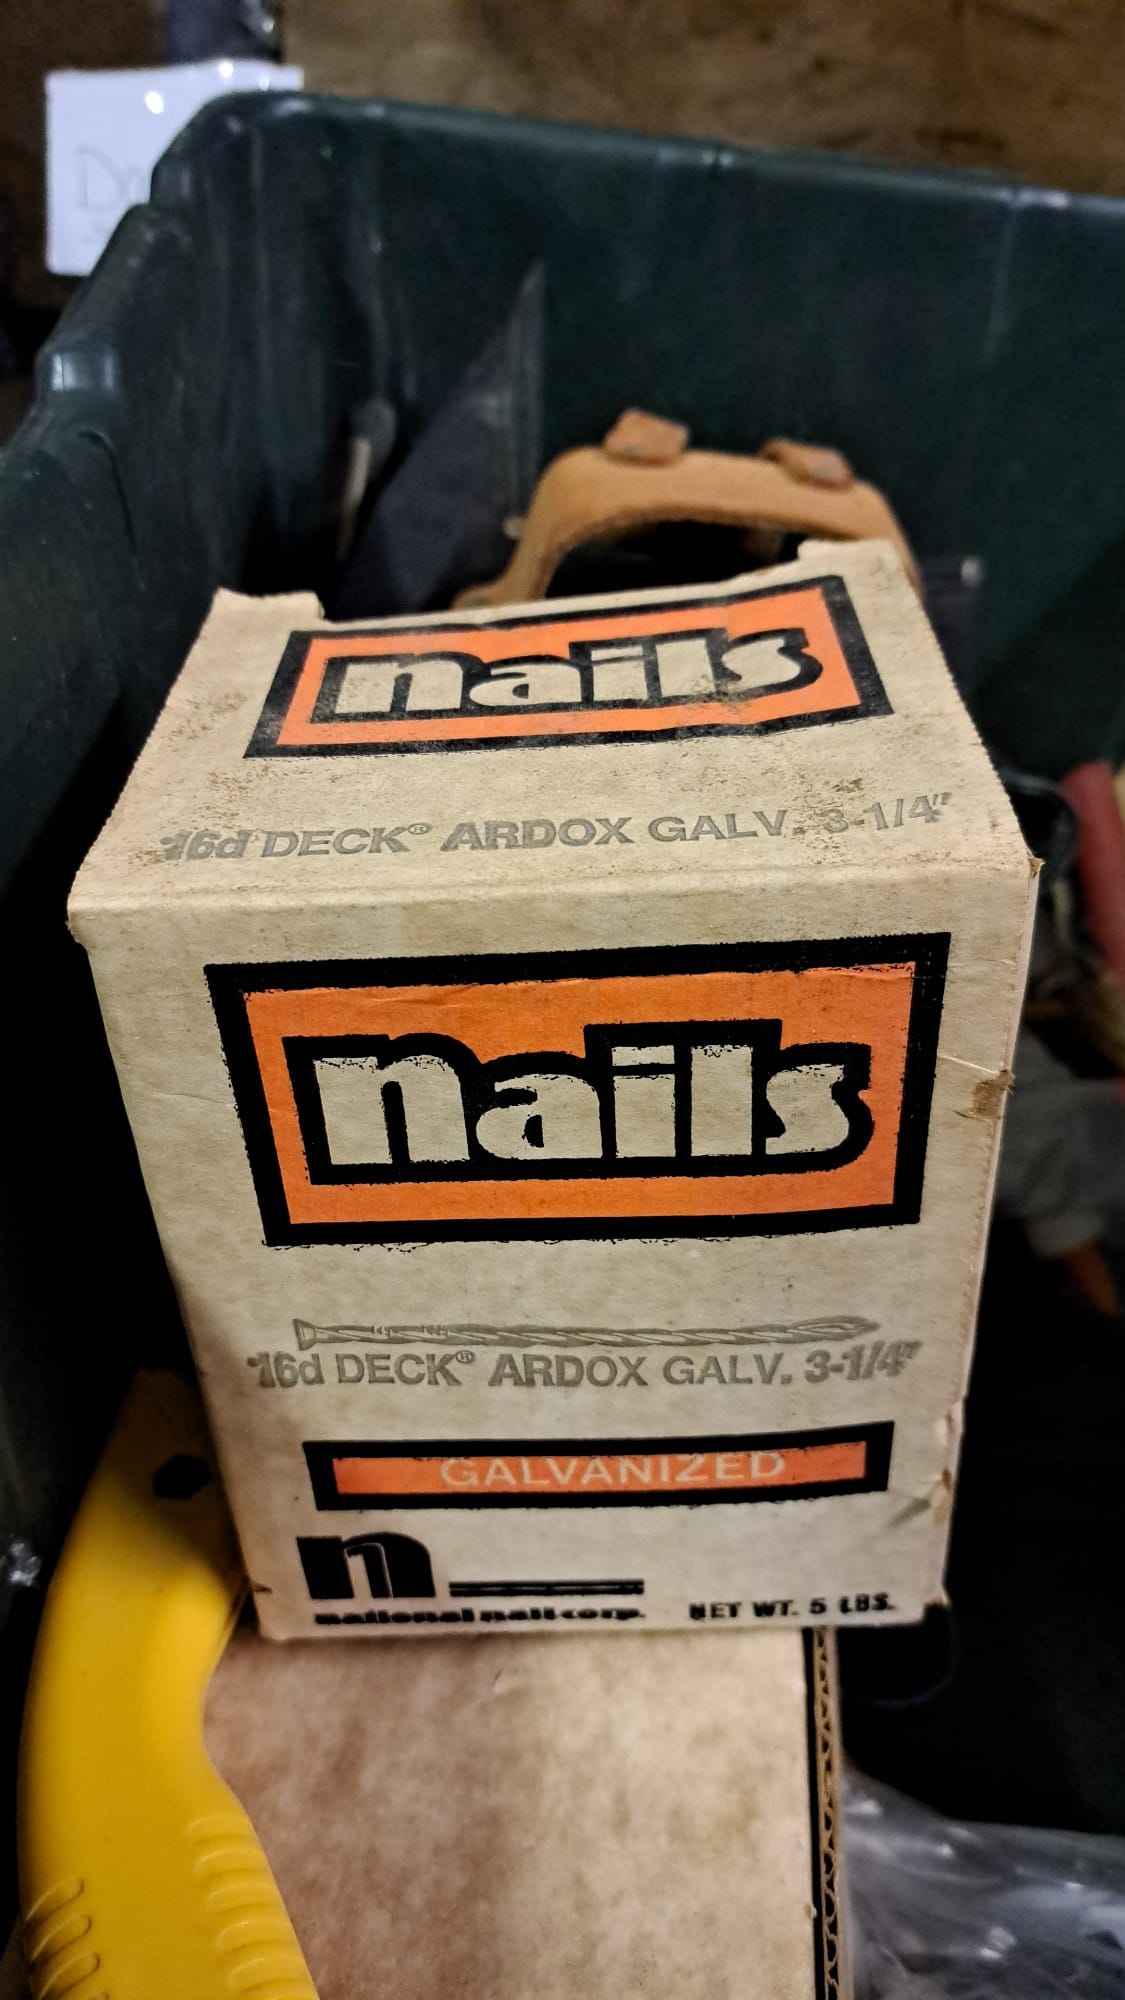 nails
16d DECK® ARDOX GALV. 3-1/4"
nails
16d DECK® ARDOX GALV. 3-1/4"
GALVANIZED
n
national nail corp.
NET WT. 5 LBS.